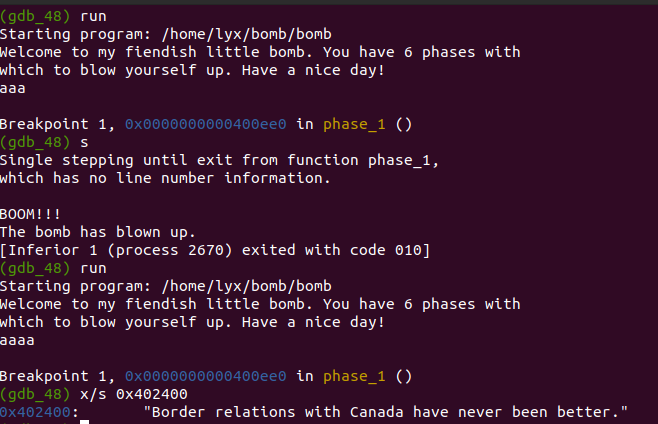 (gdb_48) run
Starting program: /home/lyx/bomb/bomb
Welcome to my fiendish little bomb. You have 6 phases with
which to blow yourself up. Have a nice day!
aaa

Breakpoint 1, 0x0000000000400ee0 in phase_1 ()
(gdb_48) s
Single stepping until exit from function phase_1,
which has no line number information.

BOOM!!!
The bomb has blown up.
[Inferior 1 (process 2670) exited with code 010]
(gdb_48) run
Starting program: /home/lyx/bomb/bomb
Welcome to my fiendish little bomb. You have 6 phases with
which to blow yourself up. Have a nice day!
aaaa

Breakpoint 1, 0x0000000000400ee0 in phase_1 ()
(gdb_48) x/s 0x402400
0x402400:       "Border relations with Canada have never been better."